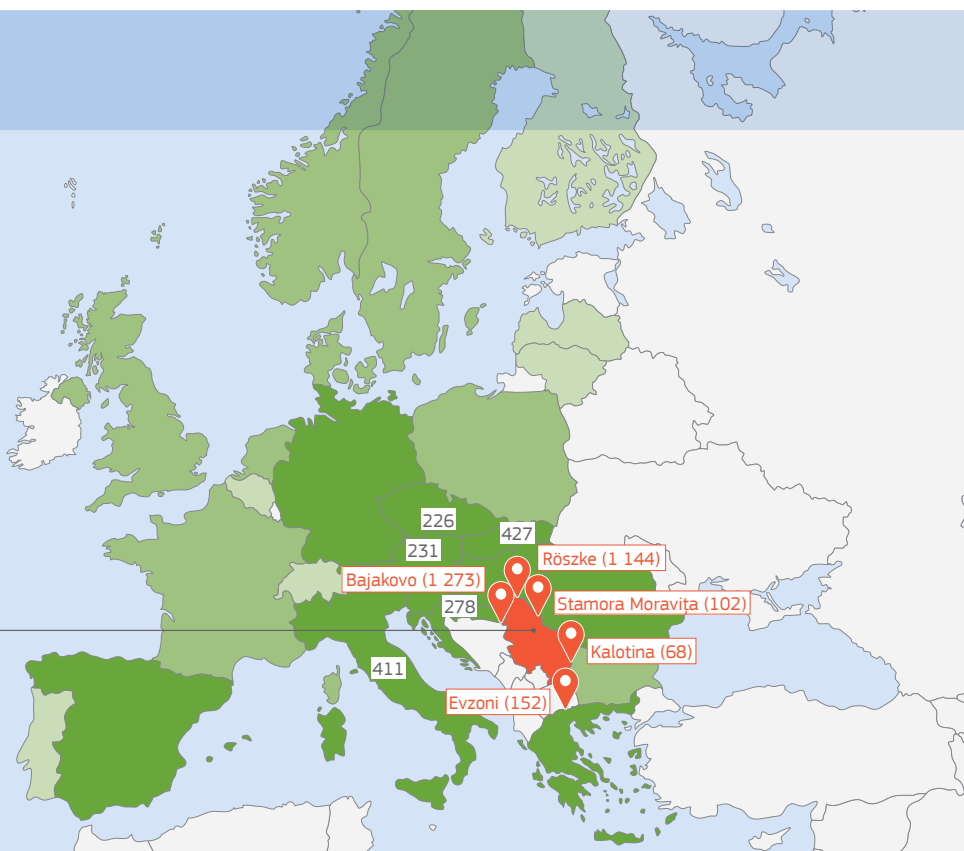 226
427
231
Röszke (1 144)
Bajakovo (1 273)
Stamora Moravița (102)
278
Kalotina (68)
411
Evzoni (152)